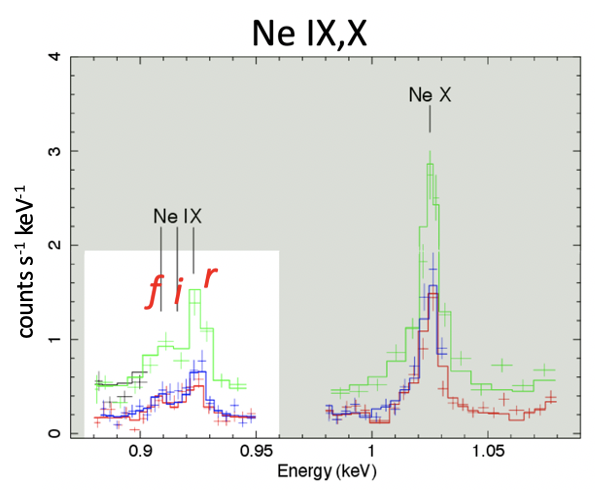 Ne IX,X
4
3
2
1
0
counts s⁻¹ keV⁻¹
Ne X
Ne IX
f i r
0.9 0.95 1 1.05
Energy (keV)